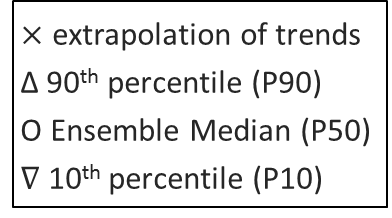 × extrapolation of trends
Δ 90th percentile (P90)
O Ensemble Median (P50)
∇ 10th percentile (P10)